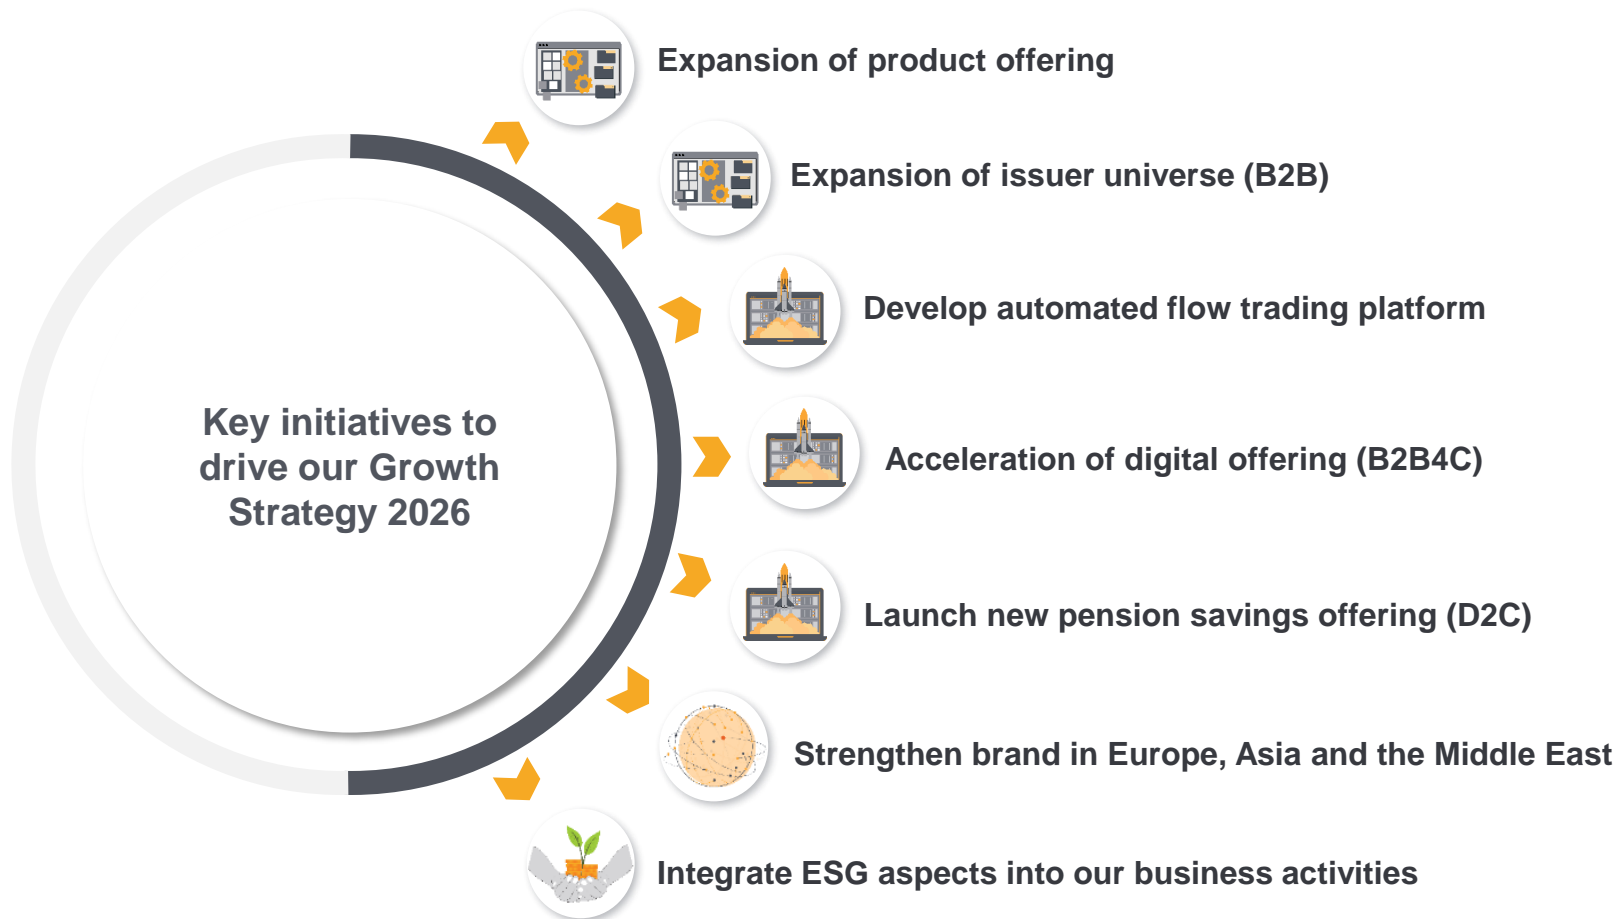 Expansion of product offering
Expansion of issuer universe (B2B)
Develop automated flow trading platform
Key initiatives to
drive our Growth
Strategy 2026
Acceleration of digital offering (B2B4C)
Launch new pension savings offering (D2C)
Strengthen brand in Europe, Asia and the Middle East
Integrate ESG aspects into our business activities